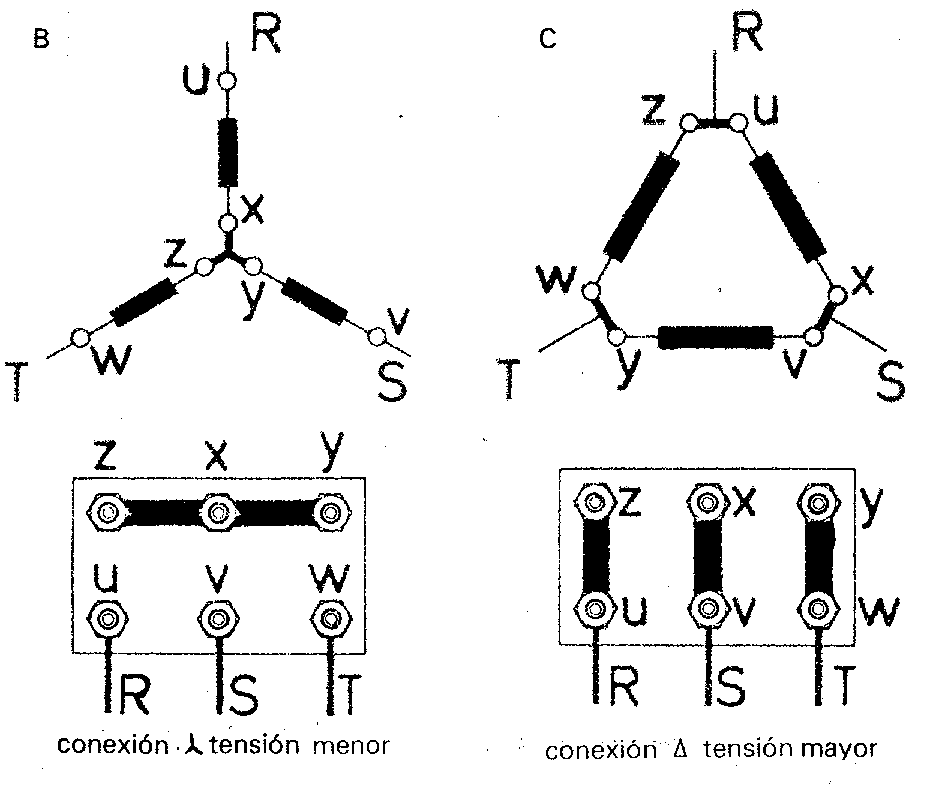 B
R
u
x
z
y
w
v
T
S
z x y
u v w
R S T
conexión ⅄ tensión menor
C
R
z u
w x
y v
T S
z x y
u v w
R S T
conexión Δ tensión mayor